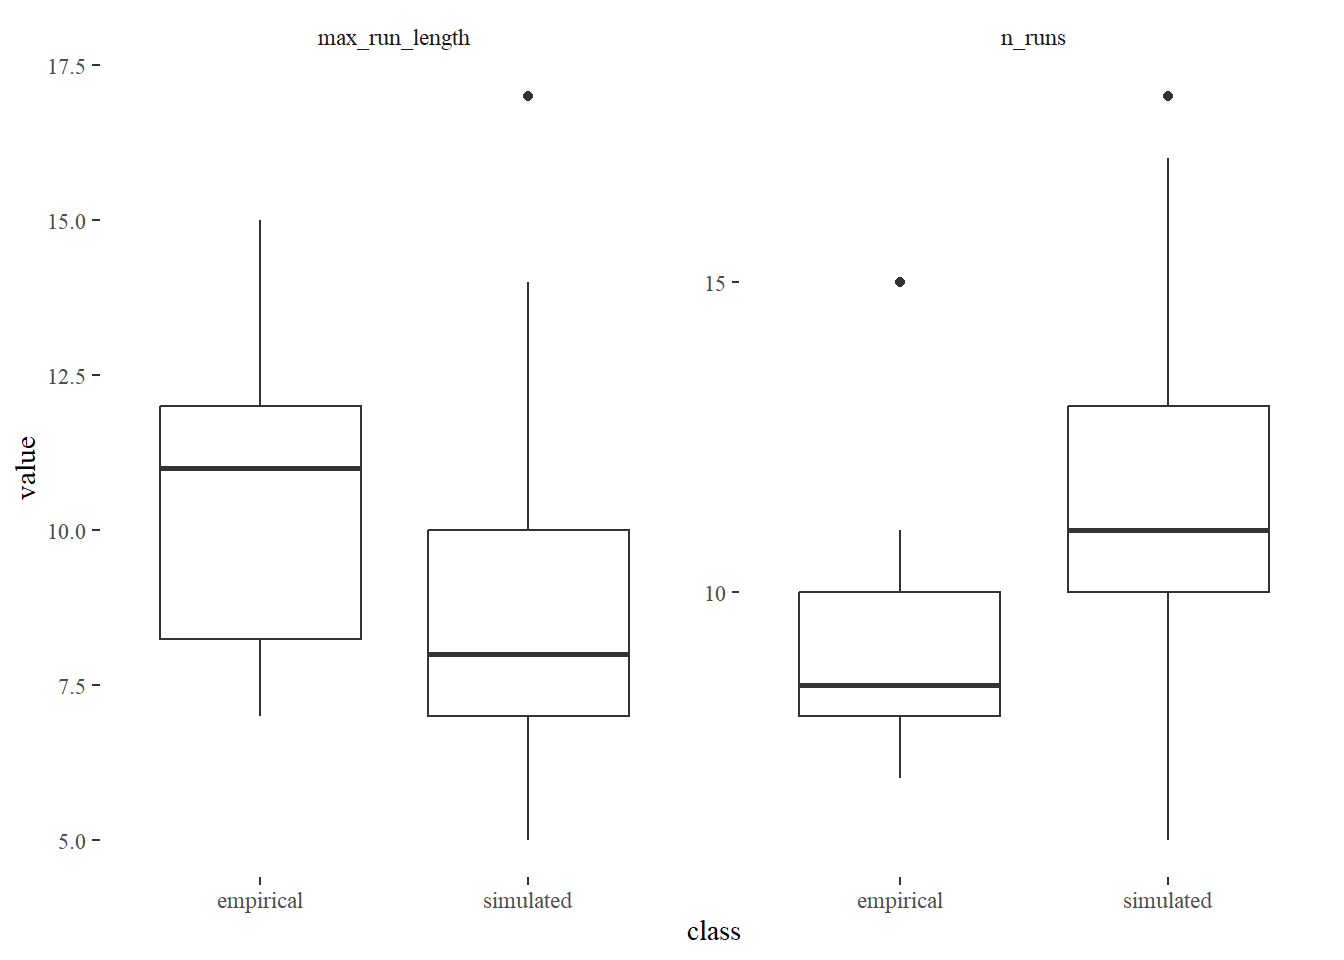 max_run_length
n_runs
17.5
15.0
12.5
10.0
7.5
5.0
15
10
value
empirical
simulated
empirical
simulated
class